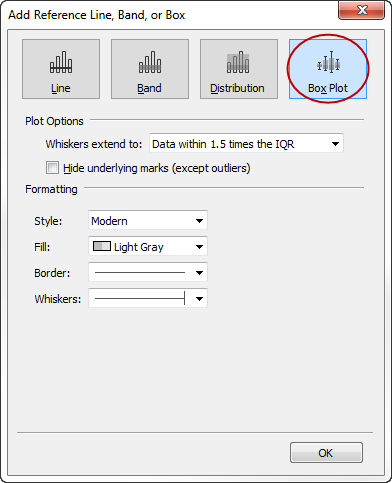 Add Reference Line, Band, or Box
Line
Band
Distribution
Box Plot
Plot Options
Whiskers extend to: Data within 1.5 times the IQR
Hide underlying marks (except outliers)
Formatting
Style: Modern
Fill: Light Gray
Border:
Whiskers:
OK